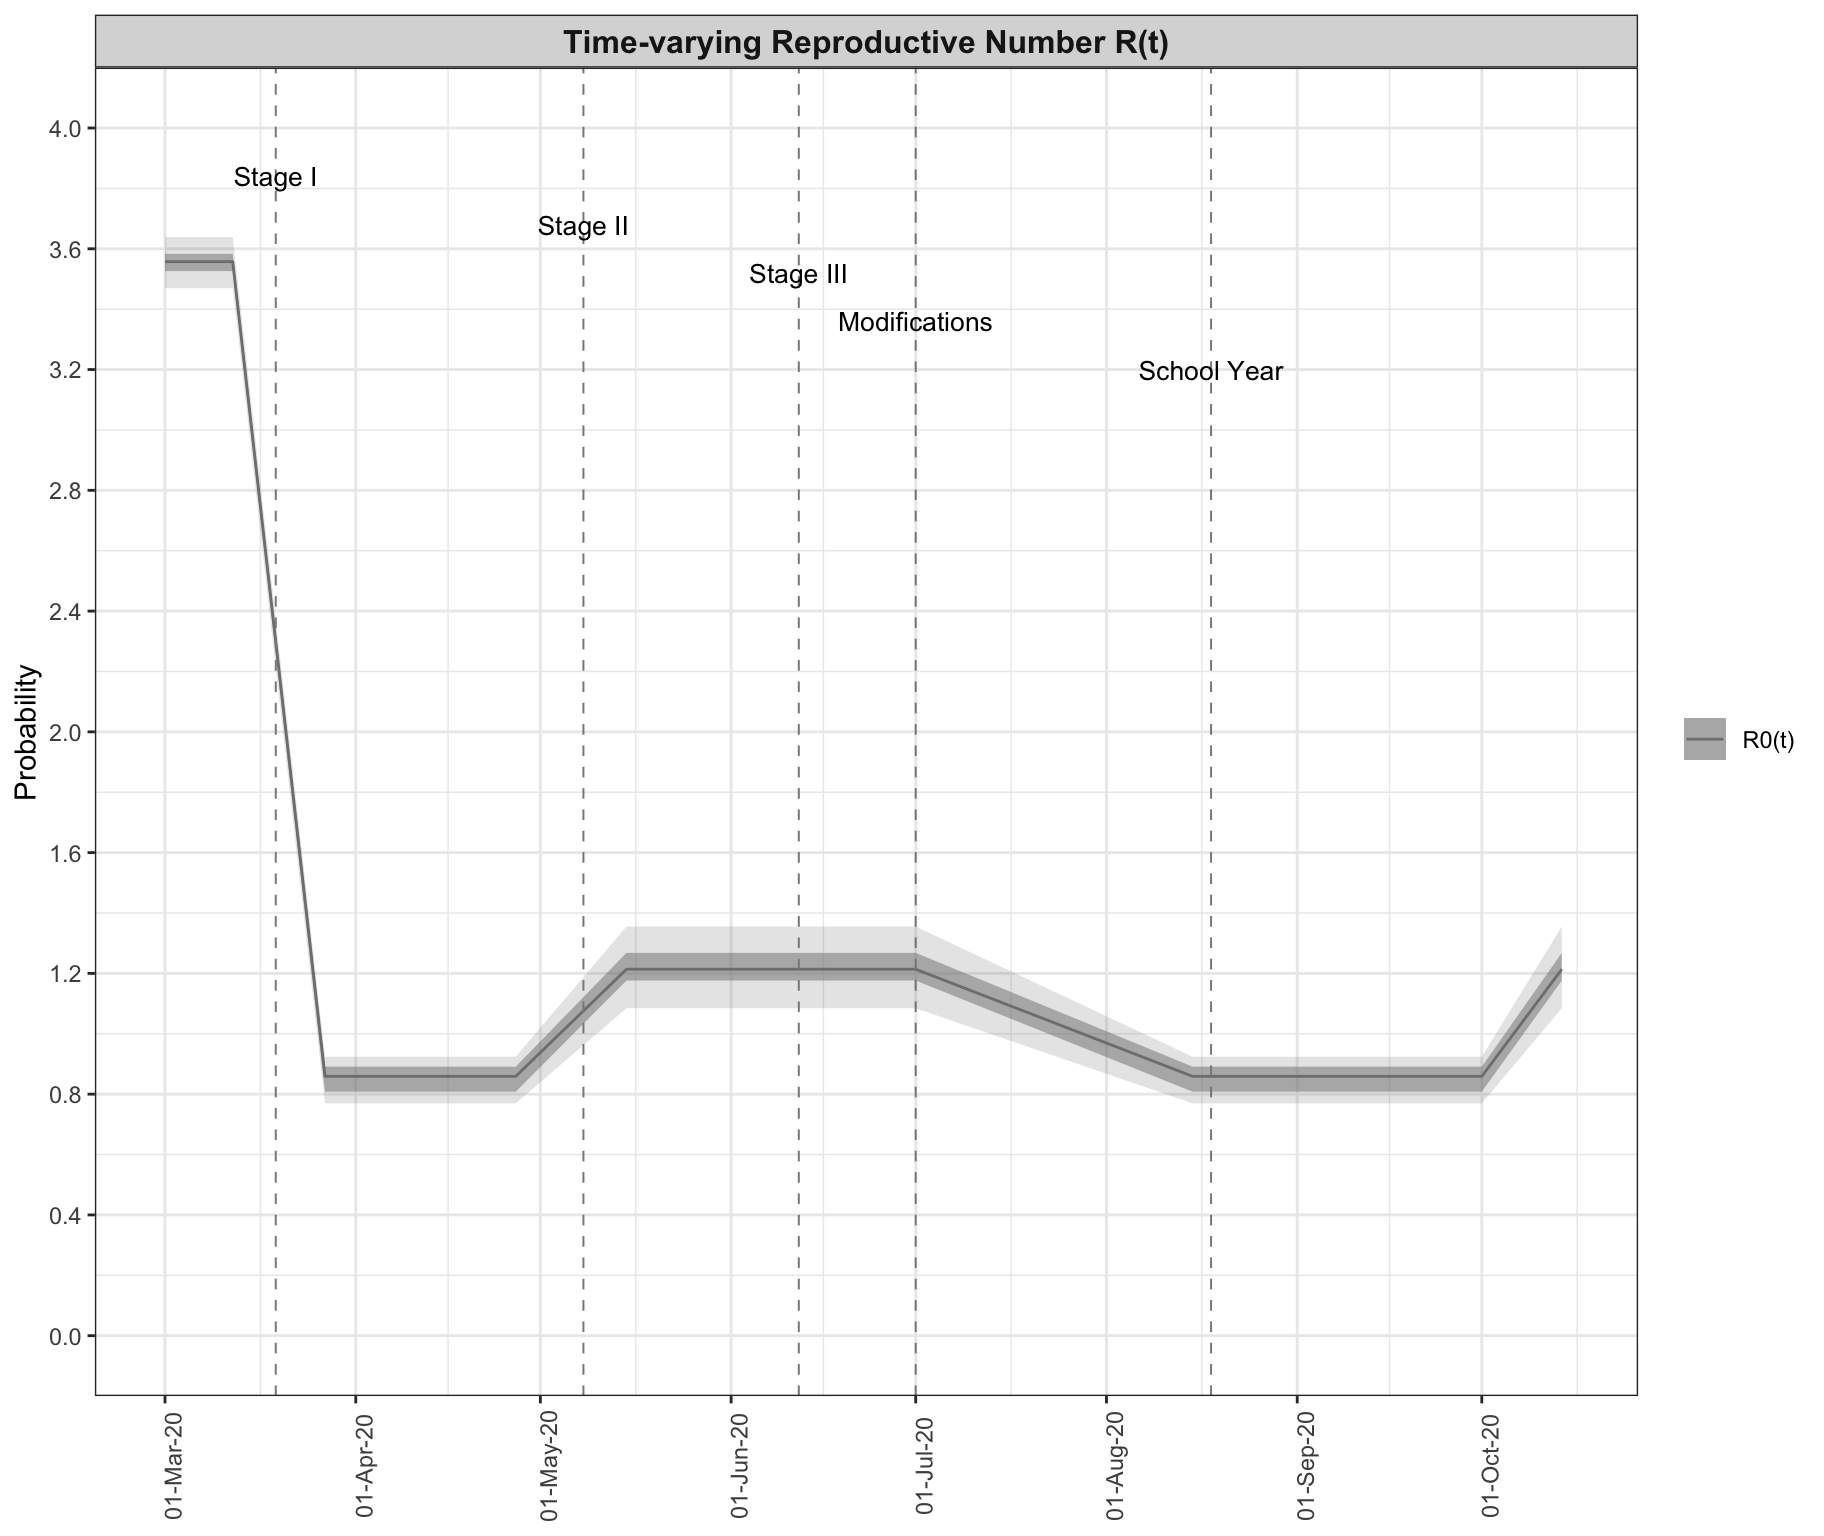 Time-varying Reproductive Number R(t)
4.0
3.6
3.2
2.8
2.4
2.0
1.6
1.2
0.8
0.4
0.0
Probability
Stage I
Stage II
Stage III
Modifications
School Year
R0(t)
01-Mar-20
01-Apr-20
01-May-20
01-Jun-20
01-Jul-20
01-Aug-20
01-Sep-20
01-Oct-20